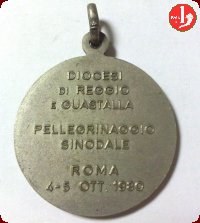 DIOCESI
DI REGGIO
E GUASTALLA
PELLEGRINAGGIO
SINODALE
ROMA
4-5 OTT. 1980